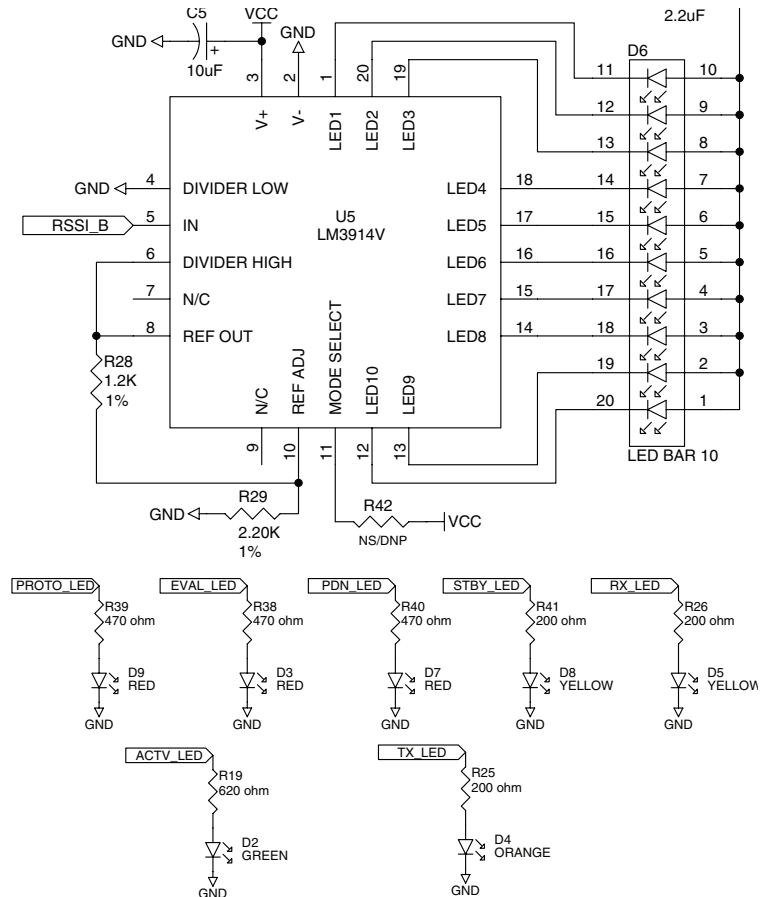 C5
VCC
GND
GND
10uF
2.2uF
D6
3
2
1
20
19
V+
V-
LED1
LED2
LED3
11
10
12
9
13
8
GND
4
DIVIDER LOW
LED4
18
14
7
RSSI_B
5
IN
U5
LM3914V
LED5
17
15
6
6
DIVIDER HIGH
LED6
16
16
5
7
N/C
LED7
15
17
4
8
REF OUT
LED8
14
18
3
R28
1.2K
1%
N/C
REF ADJ
MODE SELECT
LED10
LED9
19
2
20
1
9
10
11
12
13
LED BAR 10
GND
R29
2.20K
1%
R42
NS/DNP
VCC
PROTO_LED
R39
470 ohm
D9
RED
GND
EVAL_LED
R38
470 ohm
D3
RED
GND
PDN_LED
R40
470 ohm
D7
RED
GND
STBY_LED
R41
200 ohm
D8
YELLOW
GND
RX_LED
R26
200 ohm
D5
YELLOW
GND
ACTV_LED
R19
620 ohm
D2
GREEN
GND
TX_LED
R25
200 ohm
D4
ORANGE
GND